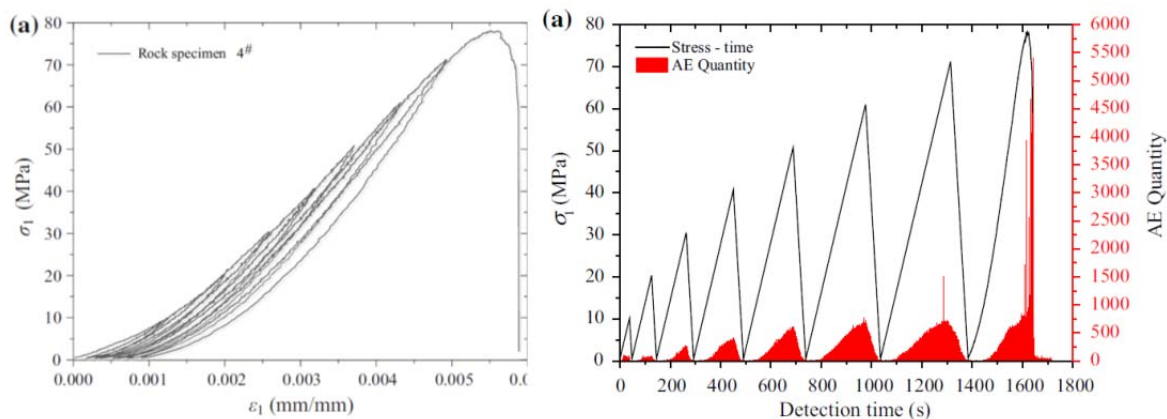 (a)
Rock specimen 4#
80
70
60
50
40
30
20
10
0
σ1 (MPa)
0.000 0.001 0.002 0.003 0.004 0.005
ε1 (mm/mm)
(a)
Stress - time
AE Quantity
80
70
60
50
40
30
20
10
0
σ1 (MPa)
6000
5500
5000
4500
4000
3500
3000
2500
2000
1500
1000
500
0
AE Quantity
0 200 400 600 800 1000 1200 1400 1600 1800
Detection time (s)